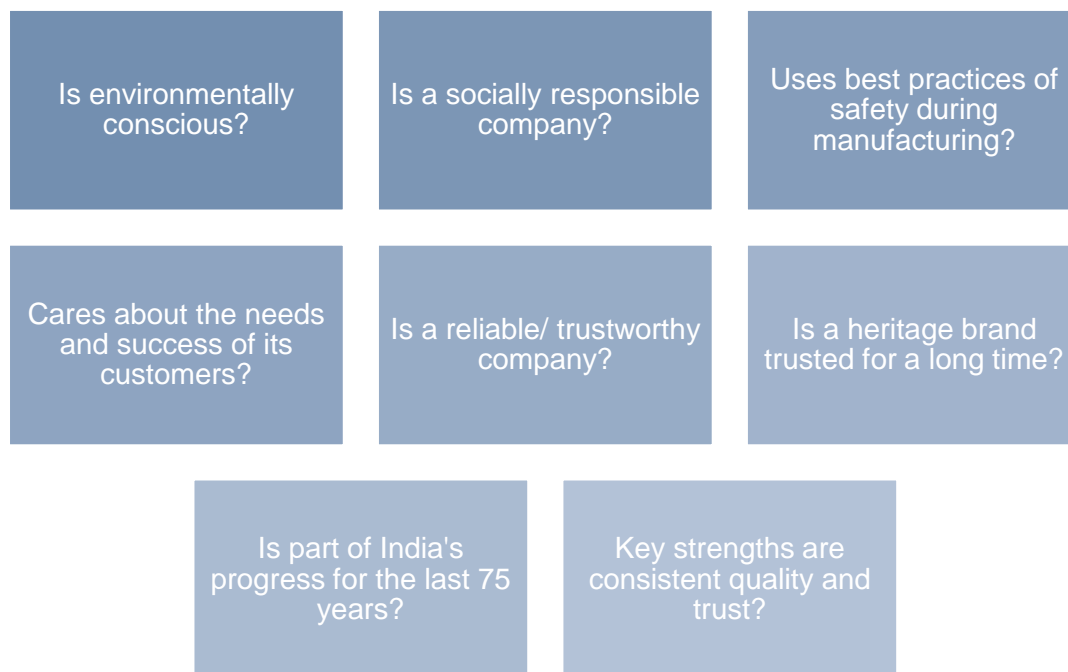 Is environmentally
conscious?
Is a socially responsible
company?
Uses best practices of
safety during
manufacturing?
Cares about the needs
and success of its
customers?
Is a reliable/ trustworthy
company?
Is a heritage brand
trusted for a long time?
Is part of India's
progress for the last 75
years?
Key strengths are
consistent quality and
trust?